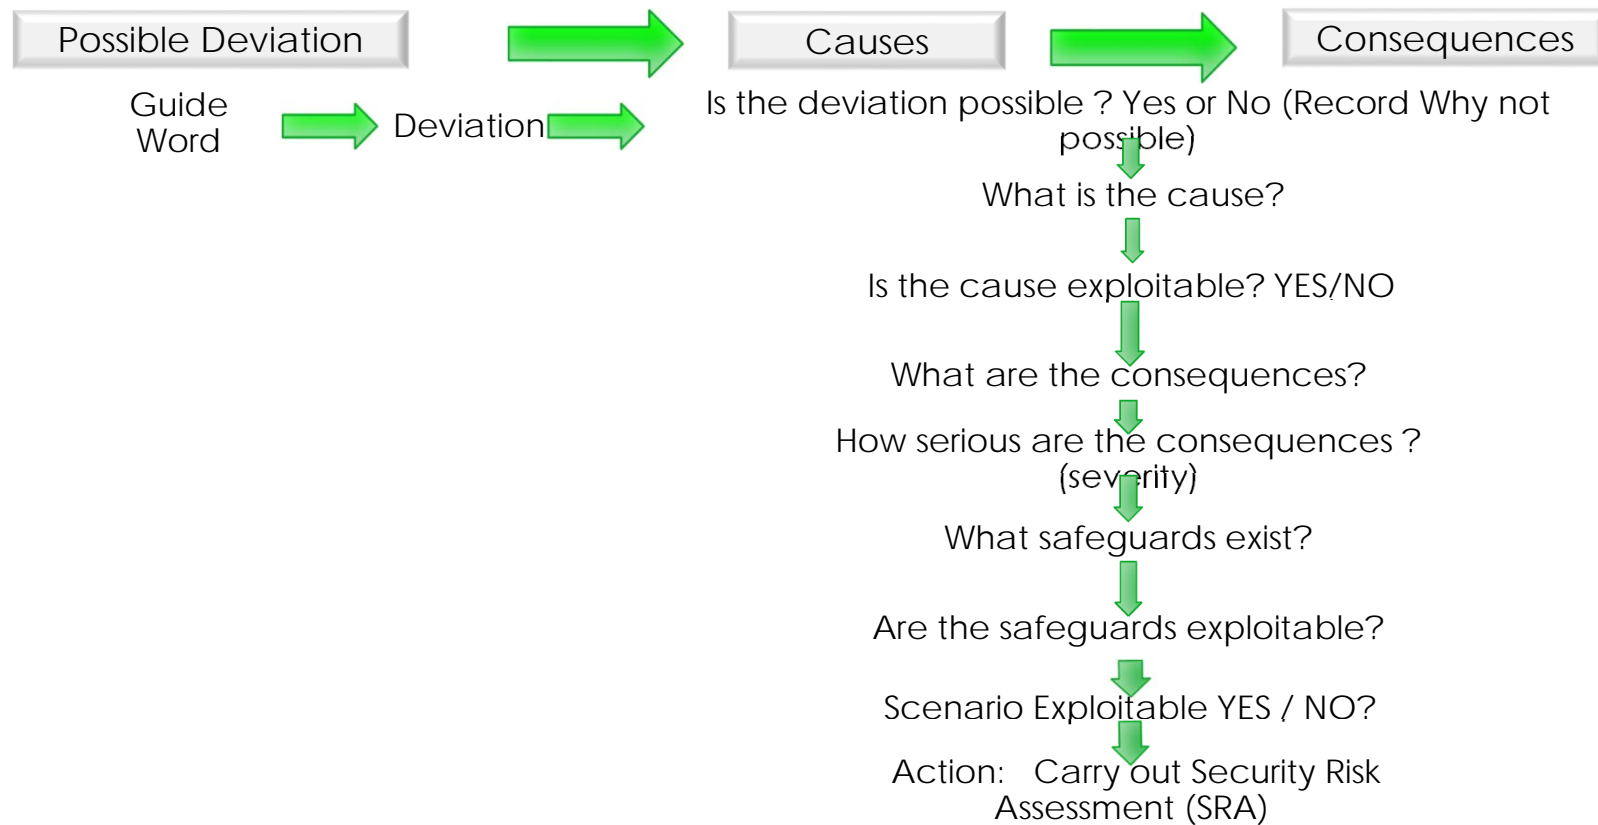 Possible Deviation
Causes
Consequences
Guide
Word
Deviation
Is the deviation possible ? Yes or No (Record Why not
possible)
What is the cause?
Is the cause exploitable? YES/NO
What are the consequences?
How serious are the consequences ?
(severity)
What safeguards exist?
Are the safeguards exploitable?
Scenario Exploitable YES / NO?
Action: Carry out Security Risk
Assessment (SRA)